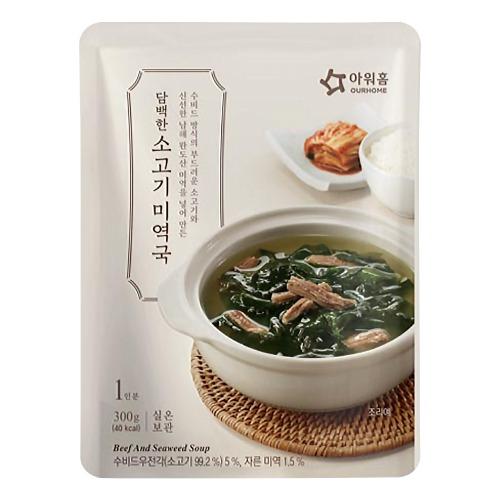 아워홈
OURHOME
수비드 방식의 부드러운 소고기와
신선한 남해 완도산 미역을 넣어 만든
담백한 소고기 미역국
1인분
300g
(40 kcal)
실온
보관
조리예
Beef And Seaweed Soup
수비드우전각(소고기 99.2 %) 5 %, 자른 미역 1.5 %